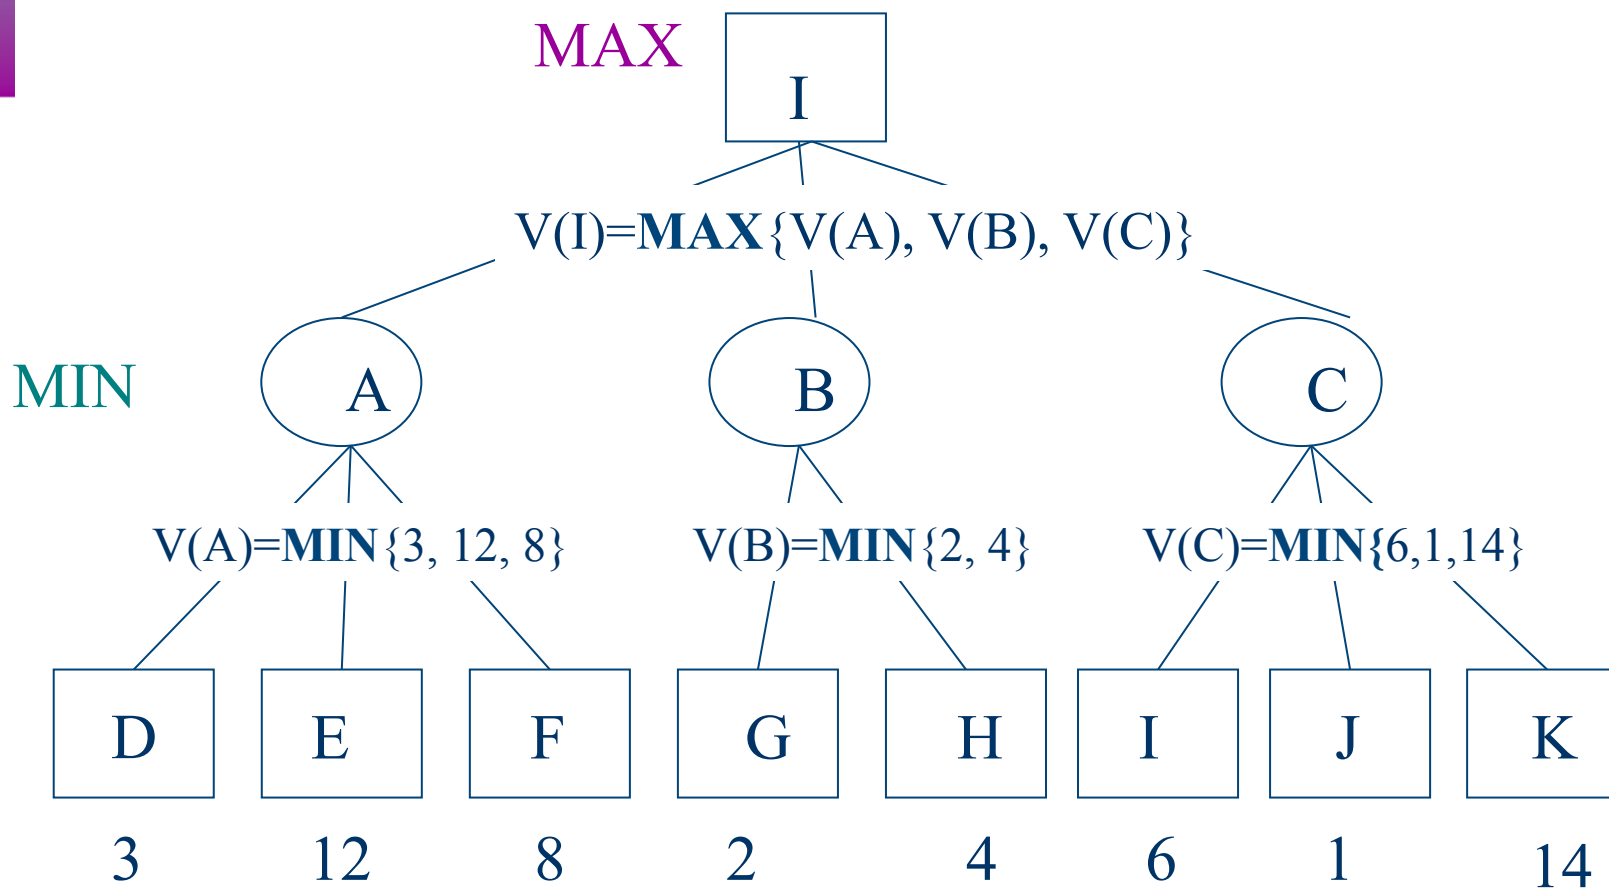 MAX
I
V(I)=MAX{V(A), V(B), V(C)}
MIN
A
B
C
V(A)=MIN{3, 12, 8}
V(B)=MIN{2, 4}
V(C)=MIN{6,1,14}
D
E
F
G
H
I
J
K
3
12
8
2
4
6
1
14